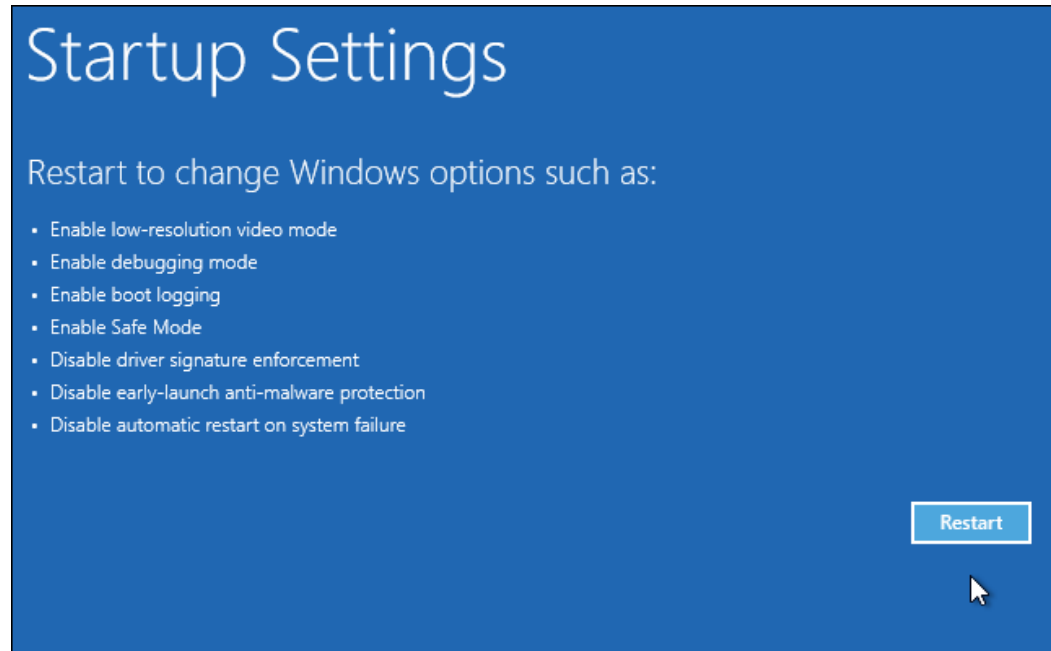 Startup Settings
Restart to change Windows options such as:
• Enable low-resolution video mode
• Enable debugging mode
• Enable boot logging
• Enable Safe Mode
• Disable driver signature enforcement
• Disable early-launch anti-malware protection
• Disable automatic restart on system failure
Restart